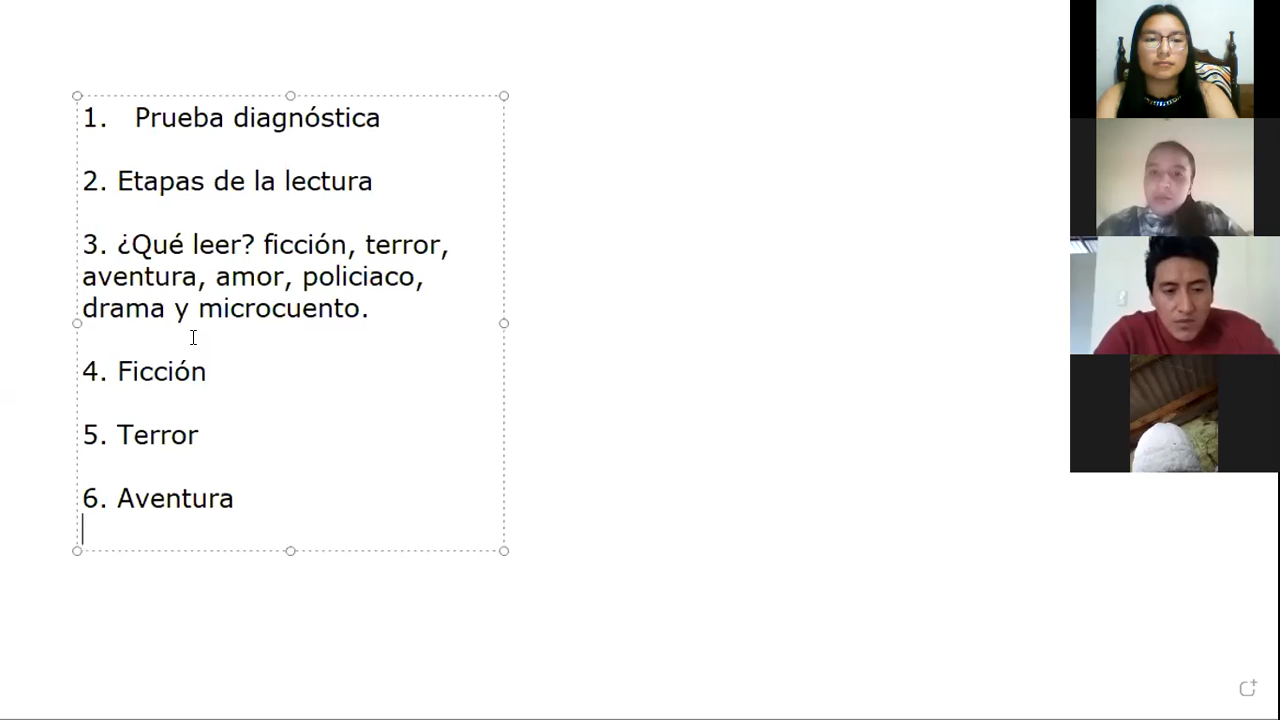 1. Prueba diagnóstica
2. Etapas de la lectura
3. ¿Qué leer? ficción, terror,
aventura, amor, policiaco,
drama y microcuento.
4. Ficción
5. Terror
6. Aventura